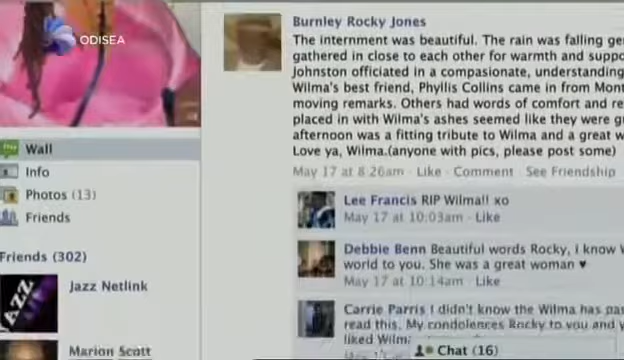 ODISEA
Wall
Info
Photos (13)
Friends
Friends (302)
Jazz Netlink
JAZZ
Marion Scott
Burnley Rocky Jones
The internment was beautiful. The rain was falling ge
gathered in close to each other for warmth and suppo
Johnston officiated in a compasionate, understanding
Wilma's best friend, Phyllis Collins came in from Mont
moving remarks. Others had words of comfort and re
placed in with Wilma's ashes seemed like they were g
afternoon was a fitting tribute to Wilma and a great w
Love ya, Wilma.(anyone with pics, please post some)
May 17 at 8:26am · Like · Comment · See Friendship
Lee Francis RIP Wilma!! xo
May 17 at 10:03am · Like
Debbie Benn Beautiful words Rocky, I know W
world to you. She was a great woman ♥
May 17 at 10:14am · Like
Carrie Parris I didn't know the Wilma has pas
read this. My condolences Rocky to you and y
liked Wilm
Chat (16)